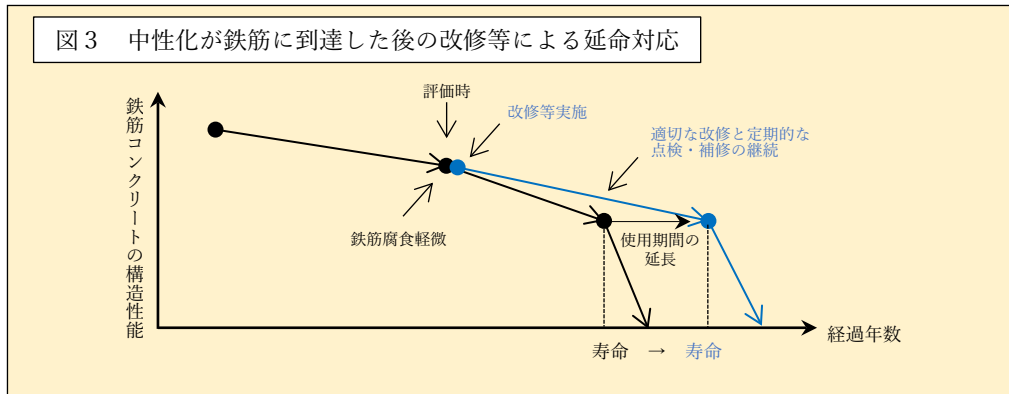 図３　中性化が鉄筋に到達した後の改修等による延命対応
評価時
改修等実施
適切な改修と定期的な
点検・補修の継続
鉄筋コンクリートの構造性能
鉄筋腐食軽微
使用期間の
延長
経過年数
寿命　→　寿命